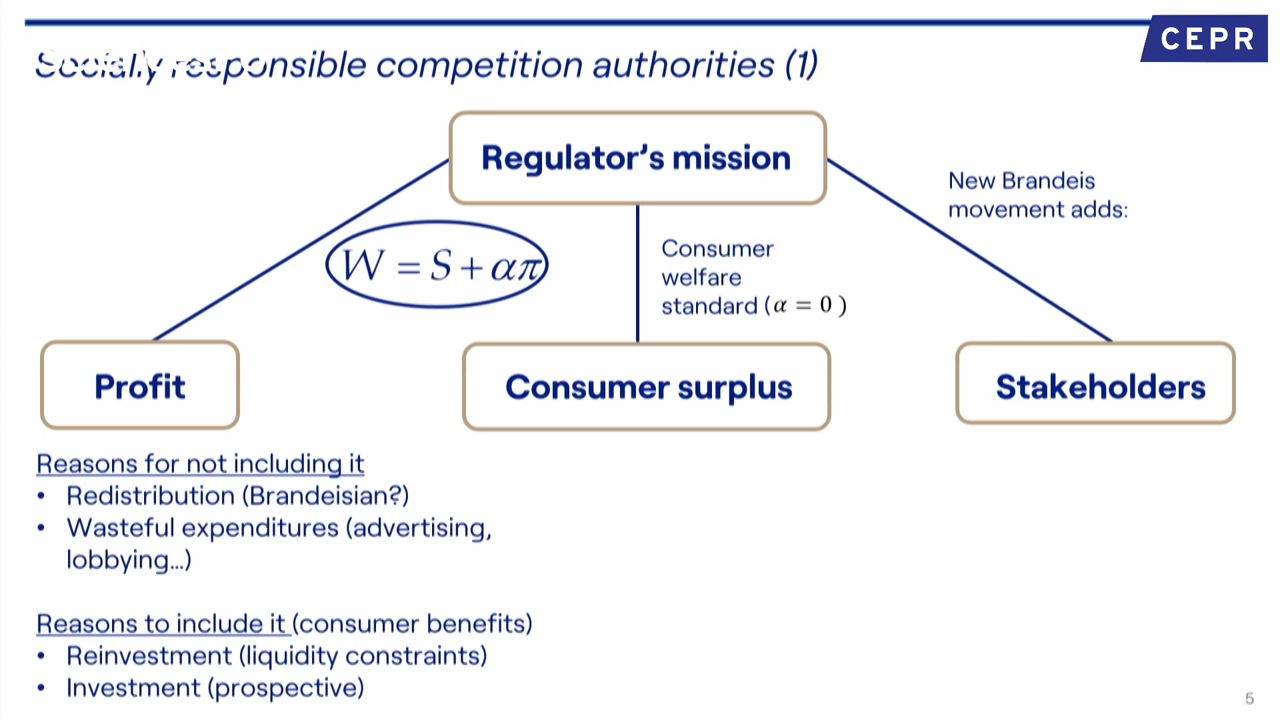 CEPR
Socially responsible competition authorities (1)
Regulator’s mission
New Brandeis
movement adds:
W = S + απ
Consumer
welfare
standard (α = 0 )
Profit
Consumer surplus
Stakeholders
Reasons for not including it
• Redistribution (Brandeisian?)
• Wasteful expenditures (advertising,
lobbying…)
Reasons to include it (consumer benefits)
• Reinvestment (liquidity constraints)
• Investment (prospective)
5